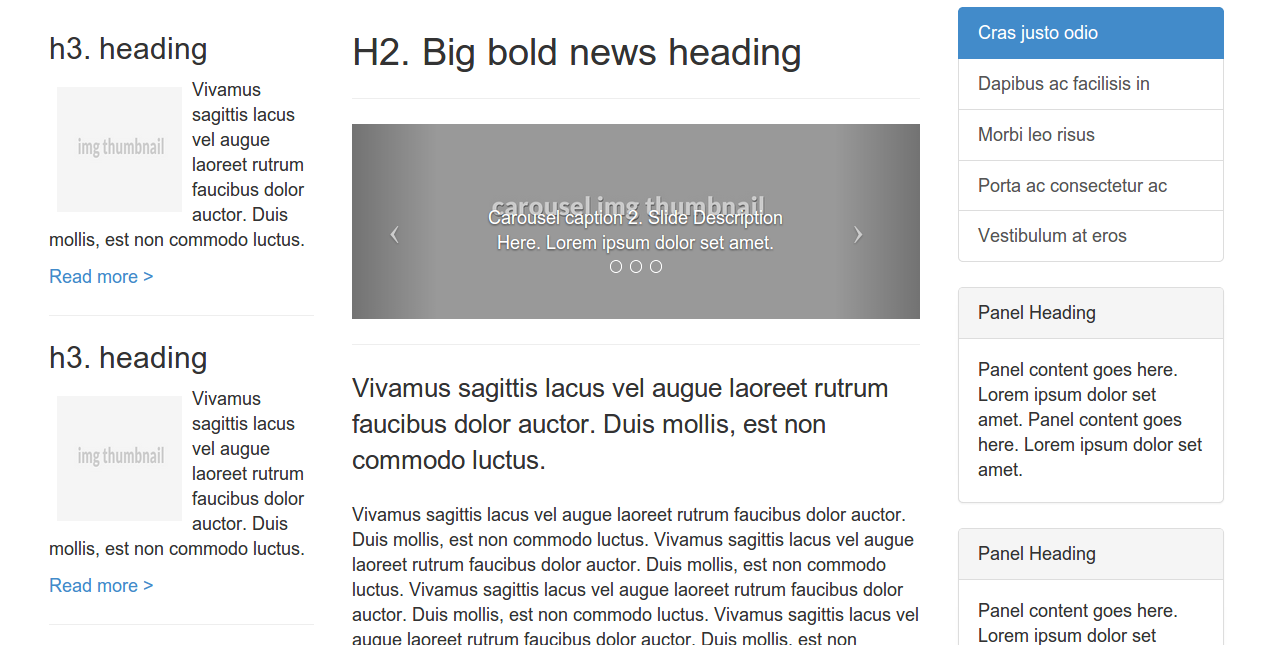 h3. heading
img thumbnail
Vivamus
sagittis lacus
vel augue
laoreet rutrum
faucibus dolor
auctor. Duis
mollis, est non commodo luctus.
Read more >
h3. heading
img thumbnail
Vivamus
sagittis lacus
vel augue
laoreet rutrum
faucibus dolor
auctor. Duis
mollis, est non commodo luctus.
Read more >
H2. Big bold news heading
carousel img thumbnail
Carousel caption 2. Slide Description
Here. Lorem ipsum dolor set amet.
Vivamus sagittis lacus vel augue laoreet rutrum
faucibus dolor auctor. Duis mollis, est non
commodo luctus.
Vivamus sagittis lacus vel augue laoreet rutrum faucibus dolor auctor.
Duis mollis, est non commodo luctus. Vivamus sagittis lacus vel augue
laoreet rutrum faucibus dolor auctor. Duis mollis, est non commodo
luctus. Vivamus sagittis lacus vel augue laoreet rutrum faucibus dolor
auctor. Duis mollis, est non commodo luctus. Vivamus sagittis lacus vel
augue laoreet rutrum faucibus dolor auctor. Duis mollis, est non
Cras justo odio
Dapibus ac facilisis in
Morbi leo risus
Porta ac consectetur ac
Vestibulum at eros
Panel Heading
Panel content goes here.
Lorem ipsum dolor set
amet. Panel content goes
here. Lorem ipsum dolor set
amet.
Panel Heading
Panel content goes here.
Lorem ipsum dolor set